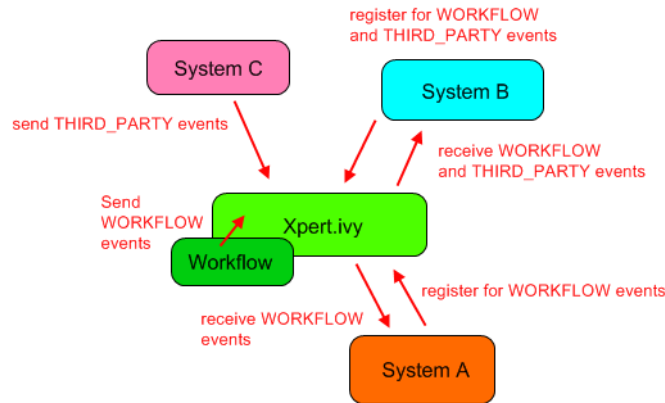 register for WORKFLOW
and THIRD_PARTY events
System C
System B
send THIRD_PARTY events
receive WORKFLOW
and THIRD_PARTY events
Send
WORKFLOW
events
Xpert.ivy
Workflow
register for WORKFLOW events
receive WORKFLOW
events
System A